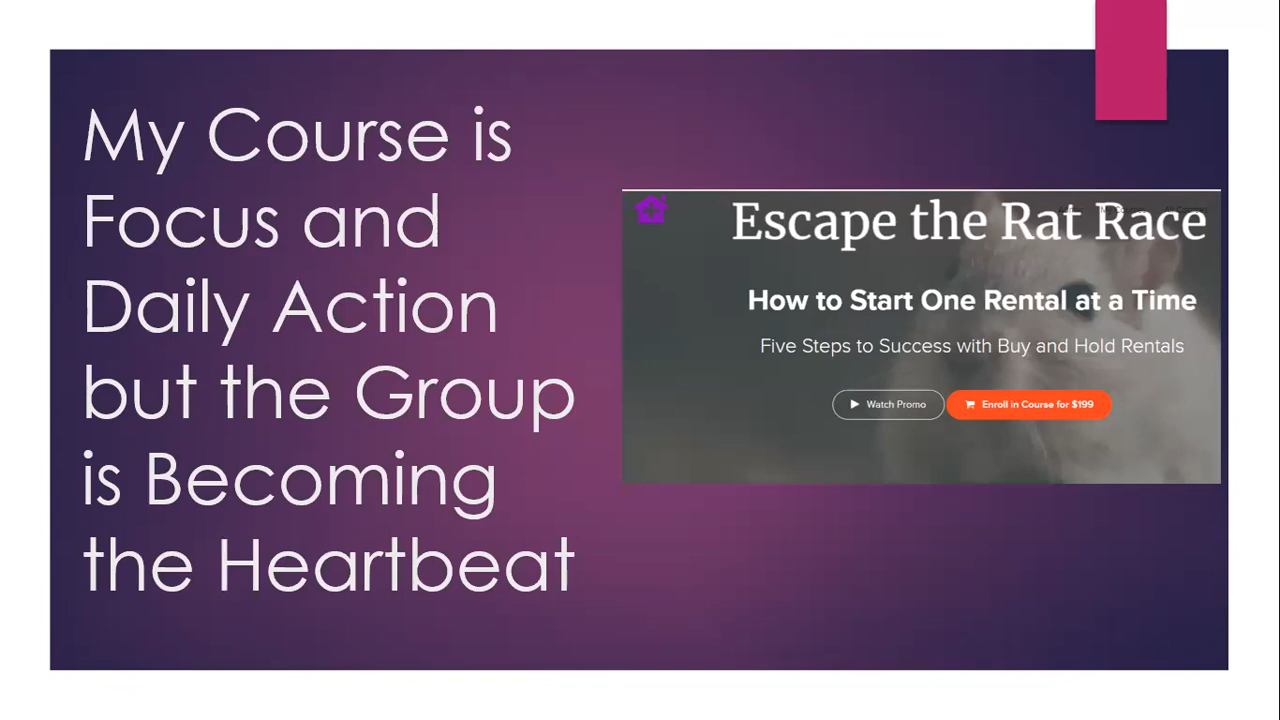 My Course is
Focus and
Daily Action
but the Group
is Becoming
the Heartbeat
Escape the Rat Race
How to Start One Rental at a Time
Five Steps to Success with Buy and Hold Rentals
Watch Promo
Enroll in Course for $199